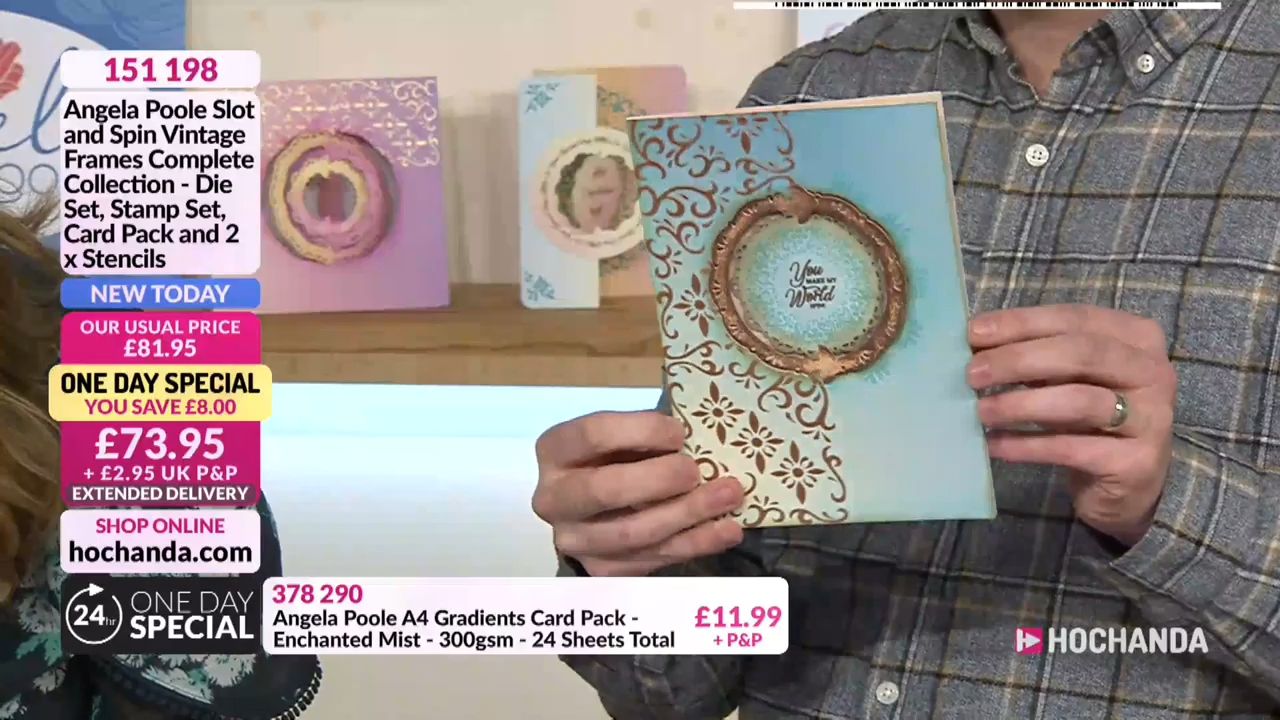 151 198
Angela Poole Slot
and Spin Vintage
Frames Complete
Collection - Die
Set, Stamp Set,
Card Pack and 2
x Stencils
NEW TODAY
OUR USUAL PRICE
£81.95
ONE DAY SPECIAL
YOU SAVE £8.00
£73.95
+ £2.95 UK P&P
EXTENDED DELIVERY
SHOP ONLINE
hochanda.com
24hr
ONE DAY
SPECIAL
378 290
Angela Poole A4 Gradients Card Pack -
Enchanted Mist - 300gsm - 24 Sheets Total
£11.99
+ P&P
You
MAKE MY
World
HOCHANDA